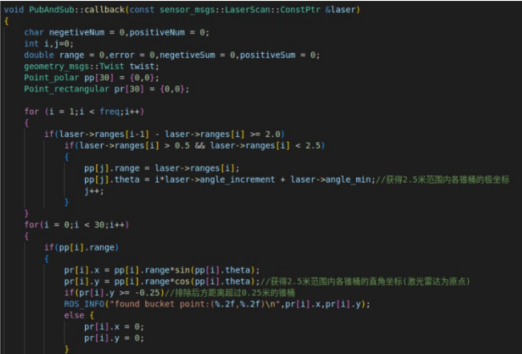 void PubAndSub::callback(const sensor_msgs::LaserScan::ConstPtr &laser)
{
    char negetiveNum = 0,positiveNum = 0;
    int i,j=0;
    double range = 0,error = 0,negetiveSum = 0,positiveSum = 0;
    geometry_msgs::Twist twist;
    Point_polar pp[30] = {0,0};
    Point_rectangular pr[30] = {0,0};
    for (i = 1;i < freq;i++)
    {
        if(laser->ranges[i-1] - laser->ranges[i] >= 2.0)
            if(laser->ranges[i] > 0.5 && laser->ranges[i] < 2.5)
            {
                pp[j].range = laser->ranges[i];
                pp[j].theta = i*laser->angle_increment + laser->angle_min;//获得2.5米范围内各锥桶的极坐标
                j++;
            }
    }
    for(i = 0;i < 30;i++)
    {
        if(pp[i].range)
        {
            pr[i].x = pp[i].range*sin(pp[i].theta);
            pr[i].y = pp[i].range*cos(pp[i].theta);//获得2.5米范围内各锥桶的直角坐标(激光雷达为原点)
            if(pr[i].y >= -0.25)//排除后方距离超过0.25米的锥桶
            ROS_INFO("found bucket point:(%.2f,%.2f)\n",pr[i].x,pr[i].y);
            else {
                pr[i].x = 0;
                pr[i].y = 0;
            }